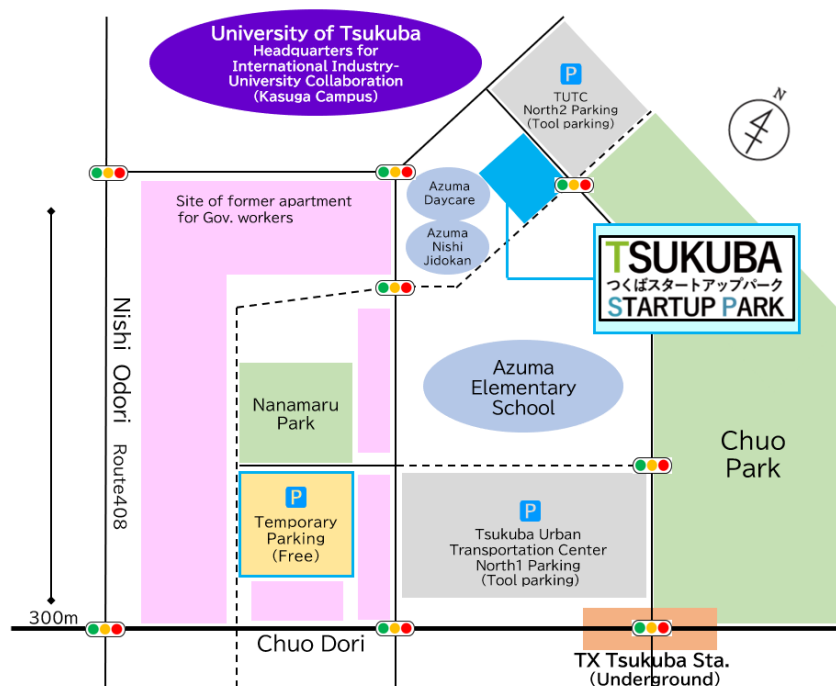 University of Tsukuba
Headquarters for
International Industry-
University Collaboration
(Kasuga Campus)
P
TUTC
North2 Parking
(Tool parking)
N
Site of former apartment
for Gov. workers
Azuma
Daycare
Azuma
Nishi
Jidokan
TSUKUBA
つくばスタートアップパーク
STARTUP PARK
Nishi Odori Route408
Azuma
Elementary
School
Nanamaru
Park
Chuo
Park
P
Temporary
Parking
(Free)
P
Tsukuba Urban
Transportation Center
North1 Parking
(Tool parking)
300m
Chuo Dori
TX Tsukuba Sta.
(Underground)